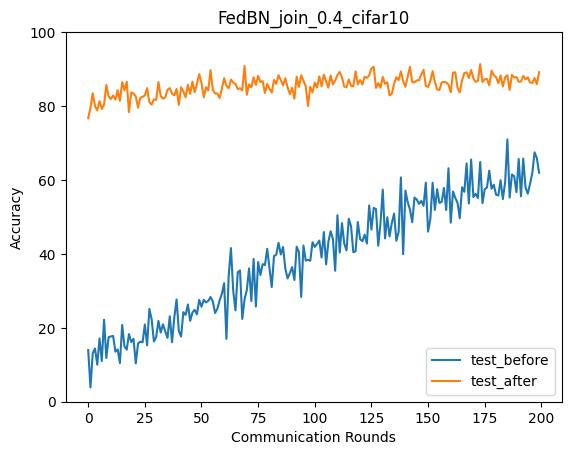 FedBN_join_0.4_cifar10
100
80
60
40
20
0
Accuracy
0 25 50 75 100 125 150 175 200
Communication Rounds
test_before
test_after